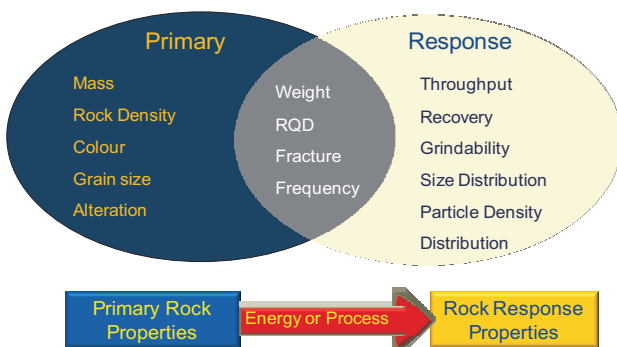 Primary
Response
Mass
Rock Density
Colour
Grain size
Alteration
Weight
RQD
Fracture
Frequency
Throughput
Recovery
Grindability
Size Distribution
Particle Density
Distribution
Primary Rock
Properties
Energy or Process
Rock Response
Properties